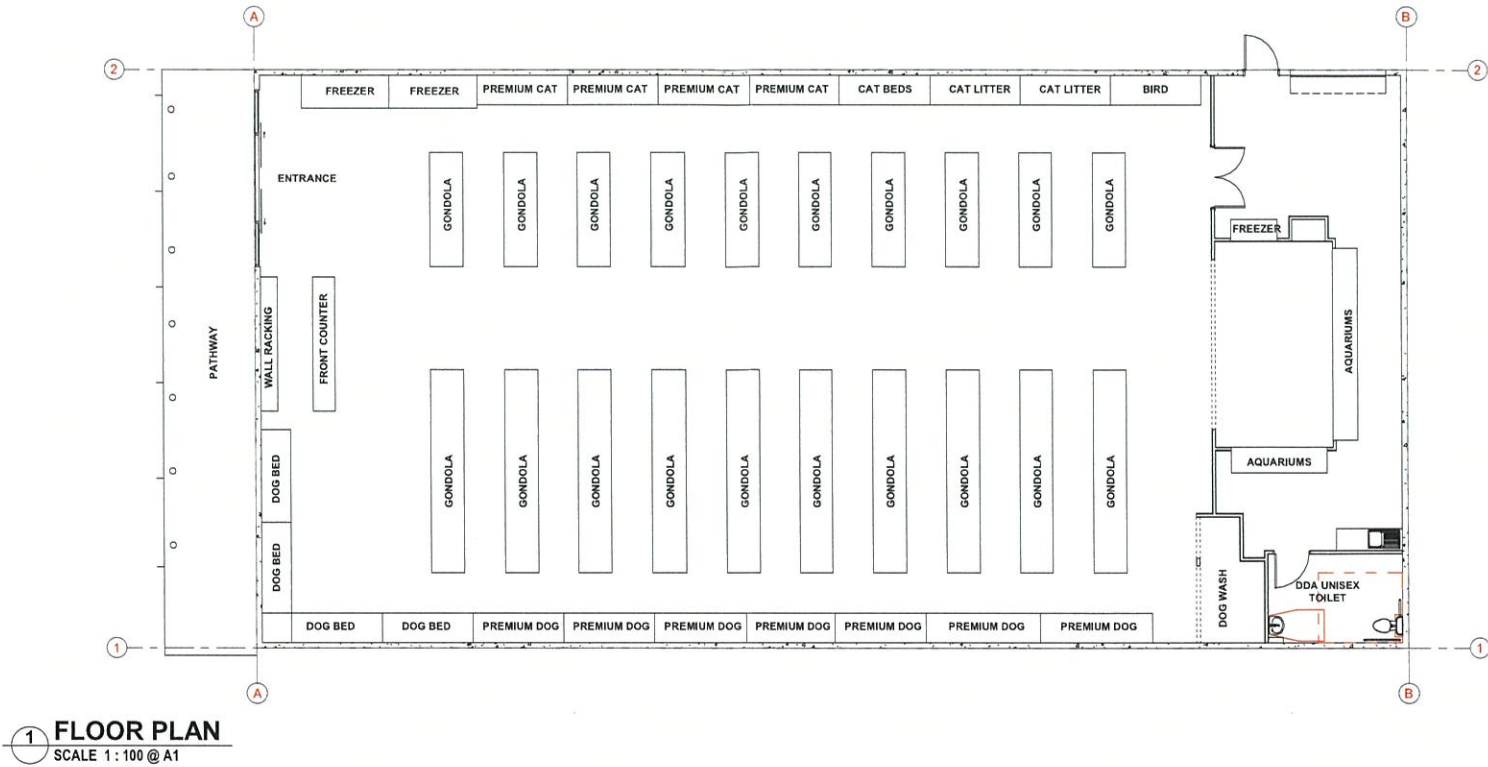 A
B
2
2
FREEZER
FREEZER
PREMIUM CAT
PREMIUM CAT
PREMIUM CAT
PREMIUM CAT
CAT BEDS
CAT LITTER
CAT LITTER
BIRD
ENTRANCE
GONDOLA
GONDOLA
GONDOLA
GONDOLA
GONDOLA
GONDOLA
GONDOLA
GONDOLA
GONDOLA
GONDOLA
FREEZER
PATHWAY
WALL RACKING
FRONT COUNTER
AQUARIUMS
AQUARIUMS
DOG BED
DOG BED
GONDOLA
GONDOLA
GONDOLA
GONDOLA
GONDOLA
GONDOLA
GONDOLA
GONDOLA
GONDOLA
GONDOLA
DOG WASH
DDA UNISEX
TOILET
DOG BED
DOG BED
PREMIUM DOG
PREMIUM DOG
PREMIUM DOG
PREMIUM DOG
PREMIUM DOG
PREMIUM DOG
PREMIUM DOG
1
1
A
B
1
FLOOR PLAN
SCALE 1 : 100 @ A1